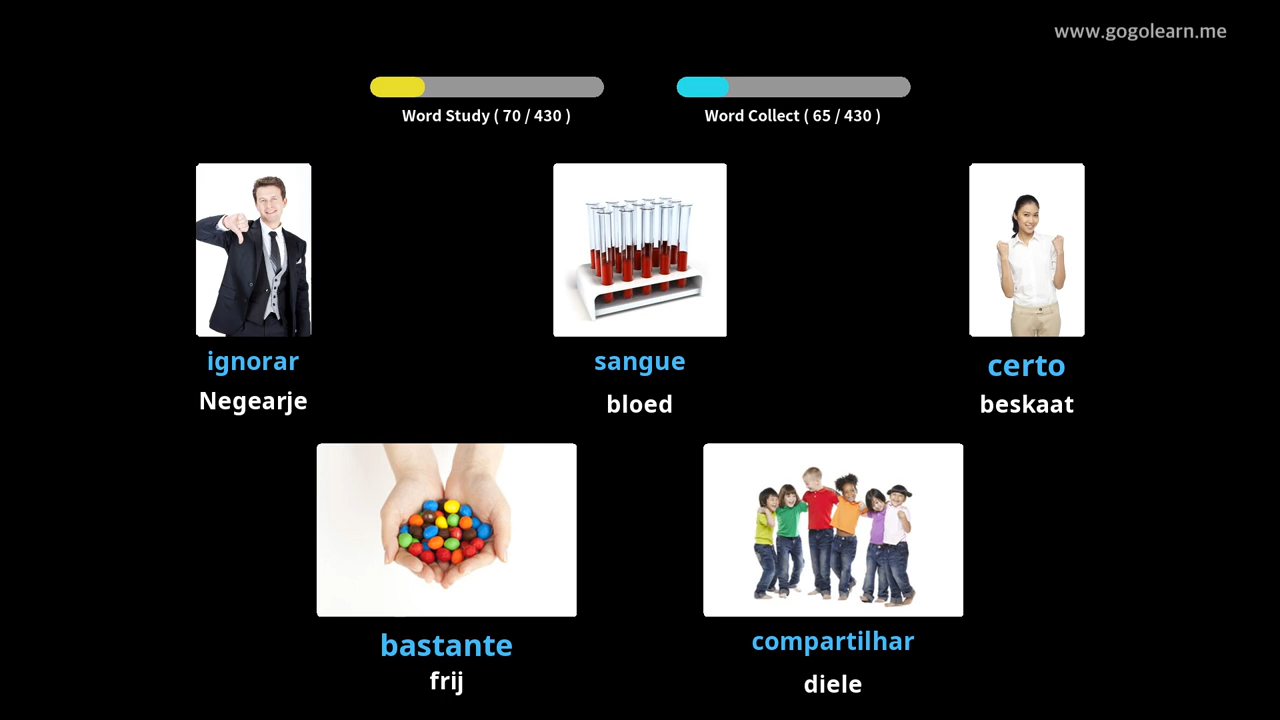 www.gogolearn.me
Word Study ( 70 / 430 )
Word Collect ( 65 / 430 )
ignorar
Negearje
sangue
bloed
certo
beskaat
bastante
frij
compartilhar
diele